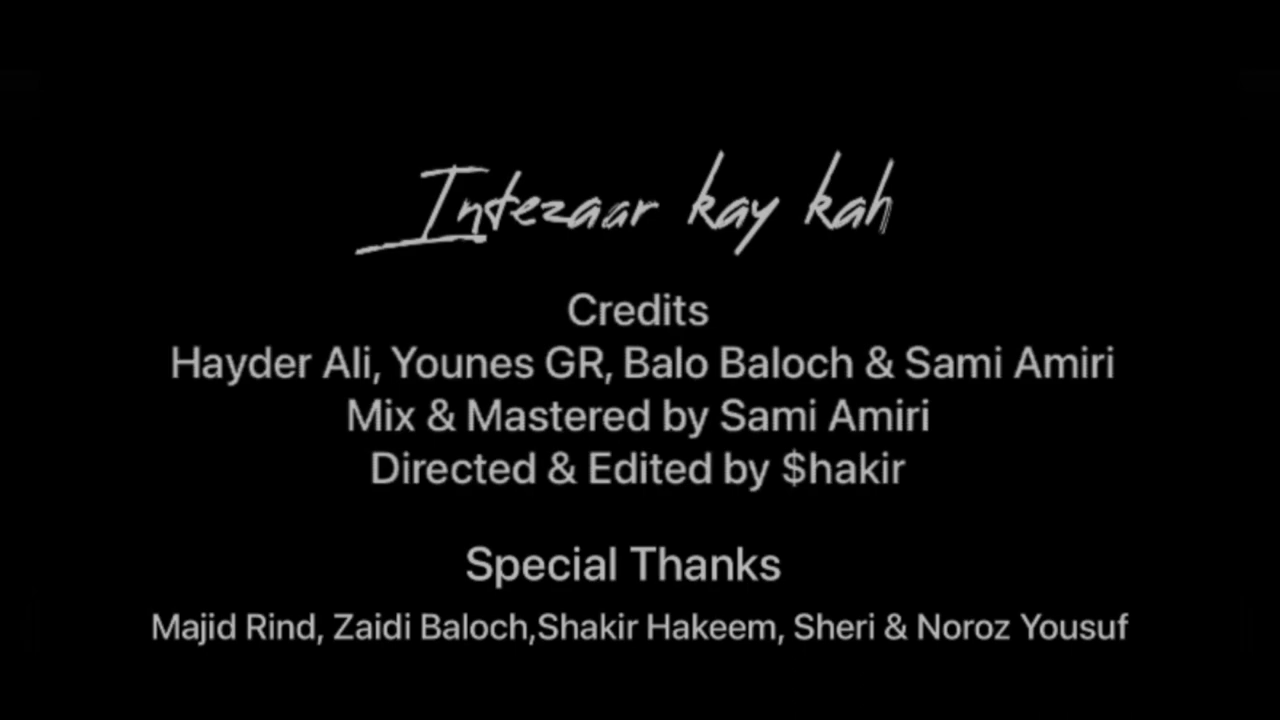 Intezaar kay kah
Credits
Hayder Ali, Younes GR, Balo Baloch & Sami Amiri
Mix & Mastered by Sami Amiri
Directed & Edited by $hakir
Special Thanks
Majid Rind, Zaidi Baloch,Shakir Hakeem, Sheri & Noroz Yousuf